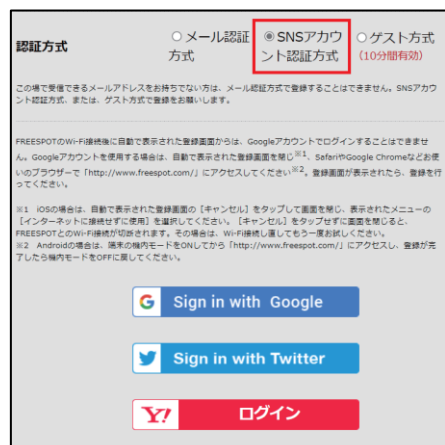 認証方式
○メール認証方式
◉SNSアカウント認証方式
○ゲスト方式
(10分間有効)
この場で受信できるメールアドレスをお持ちでない方は、メール認証方式で登録することはできません。SNSアカウ
ント認証方式、または、ゲスト方式で登録をお願いします。
FREESPOTのWi-Fi接続後に自動で表示された登録画面からは、Googleアカウントでログインすることはできませ
ん。Googleアカウントを使用する場合は、自動で表示された登録画面を閉じ※1、SafariやGoogle Chromeなどお使
いのブラウザーで「http://www.freespot.com/」にアクセスしてください※2。登録画面が表示されたら、登録を行
ってください。
※1 iOSの場合は、自動で表示された登録画面の［キャンセル］をタップして画面を閉じ、表示されたメニューの
［インターネットに接続せずに使用］を選択してください。［キャンセル］をタップせずに画面を閉じると、
FREESPOTとのWi-Fi接続が切断されます。その場合は、Wi-Fi接続し直してもう一度お試しください。
※2 Androidの場合は、端末の機内モードをONしてから「http://www.freespot.com/」にアクセスし、登録が完
了したら機内モードをOFFに戻してください。
G Sign in with Google
Sign in with Twitter
Y! ログイン